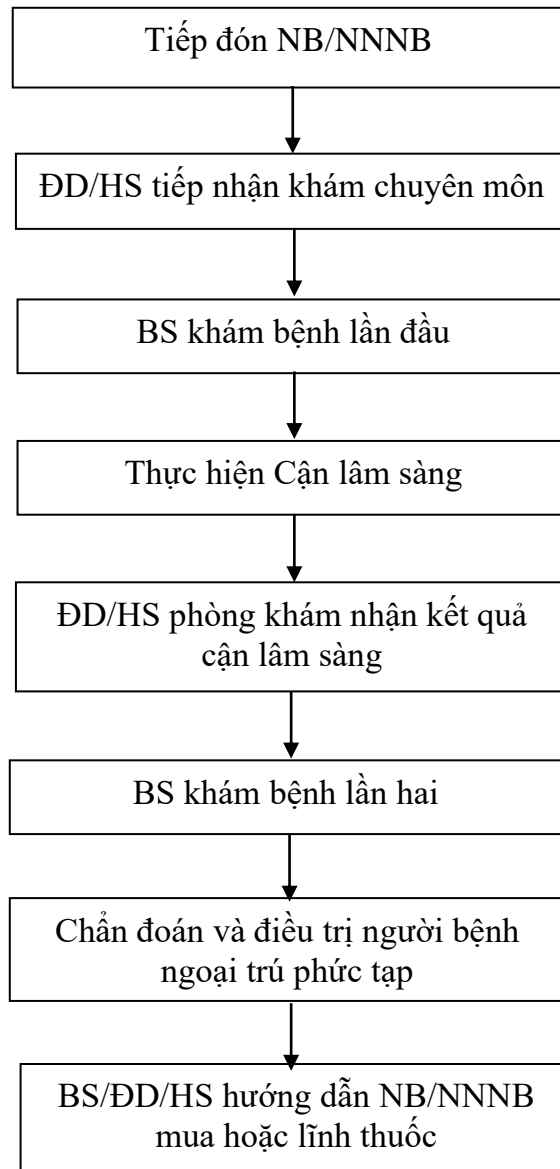 Tiếp đón NB/NNNB
ĐD/HS tiếp nhận khám chuyên môn
BS khám bệnh lần đầu
Thực hiện Cận lâm sàng
ĐD/HS phòng khám nhận kết quả
cận lâm sàng
BS khám bệnh lần hai
Chẩn đoán và điều trị người bệnh
ngoại trú phức tạp
BS/ĐD/HS hướng dẫn NB/NNNB
mua hoặc lĩnh thuốc